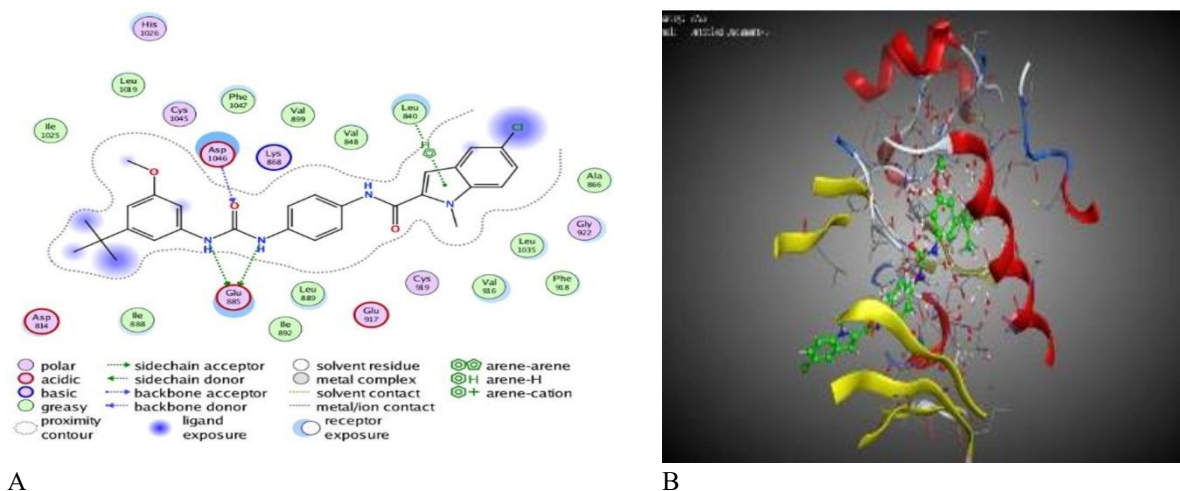 His
1026
Leu
1019
Cys
1045
Phe
1047
Val
899
Leu
840
Cl
Ile
1025
Asp
1046
Lys
868
Val
848
H
O
H
N
O
N
Ala
866
Gly
922
O
N
H
N
H
Leu
1035
Glu
885
Leu
889
Cys
919
Val
916
Phe
918
Asp
814
Ile
888
Ile
892
Glu
917
polar
sidechain acceptor
solvent residue
arene-arene
acidic
sidechain donor
metal complex
H arene-H
basic
backbone acceptor
solvent contact
+ arene-cation
greasy
backbone donor
metal/ion contact
proximity
contour
ligand
exposure
receptor
exposure
A
B